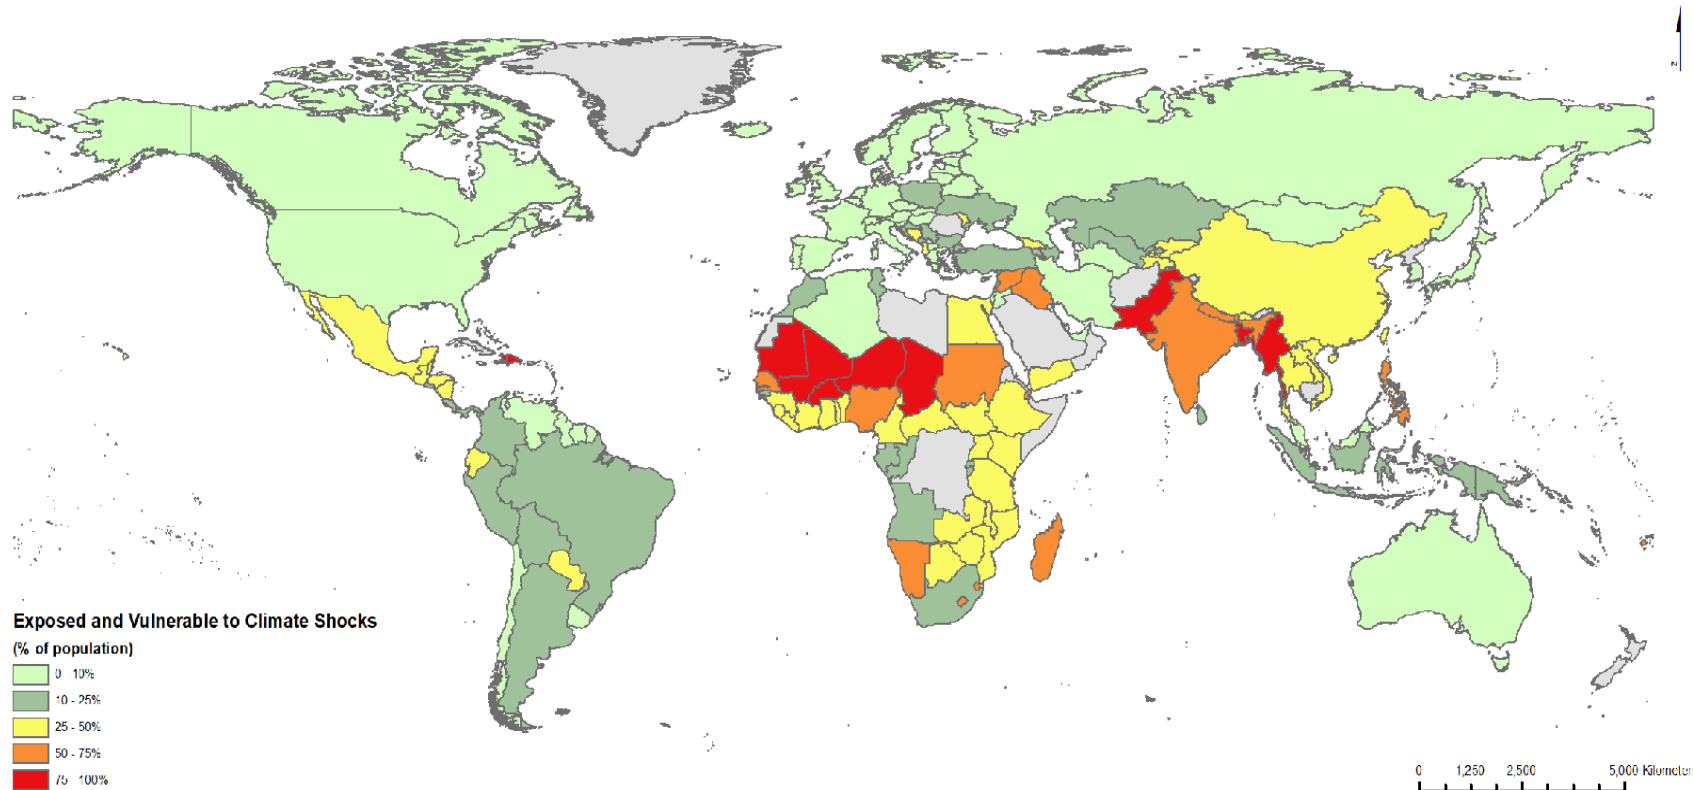 Exposed and Vulnerable to Climate Shocks
(% of population)
0 - 10%
10 - 25%
25 - 50%
50 - 75%
75 - 100%
0 1,250 2,500 5,000 Kilometer
z